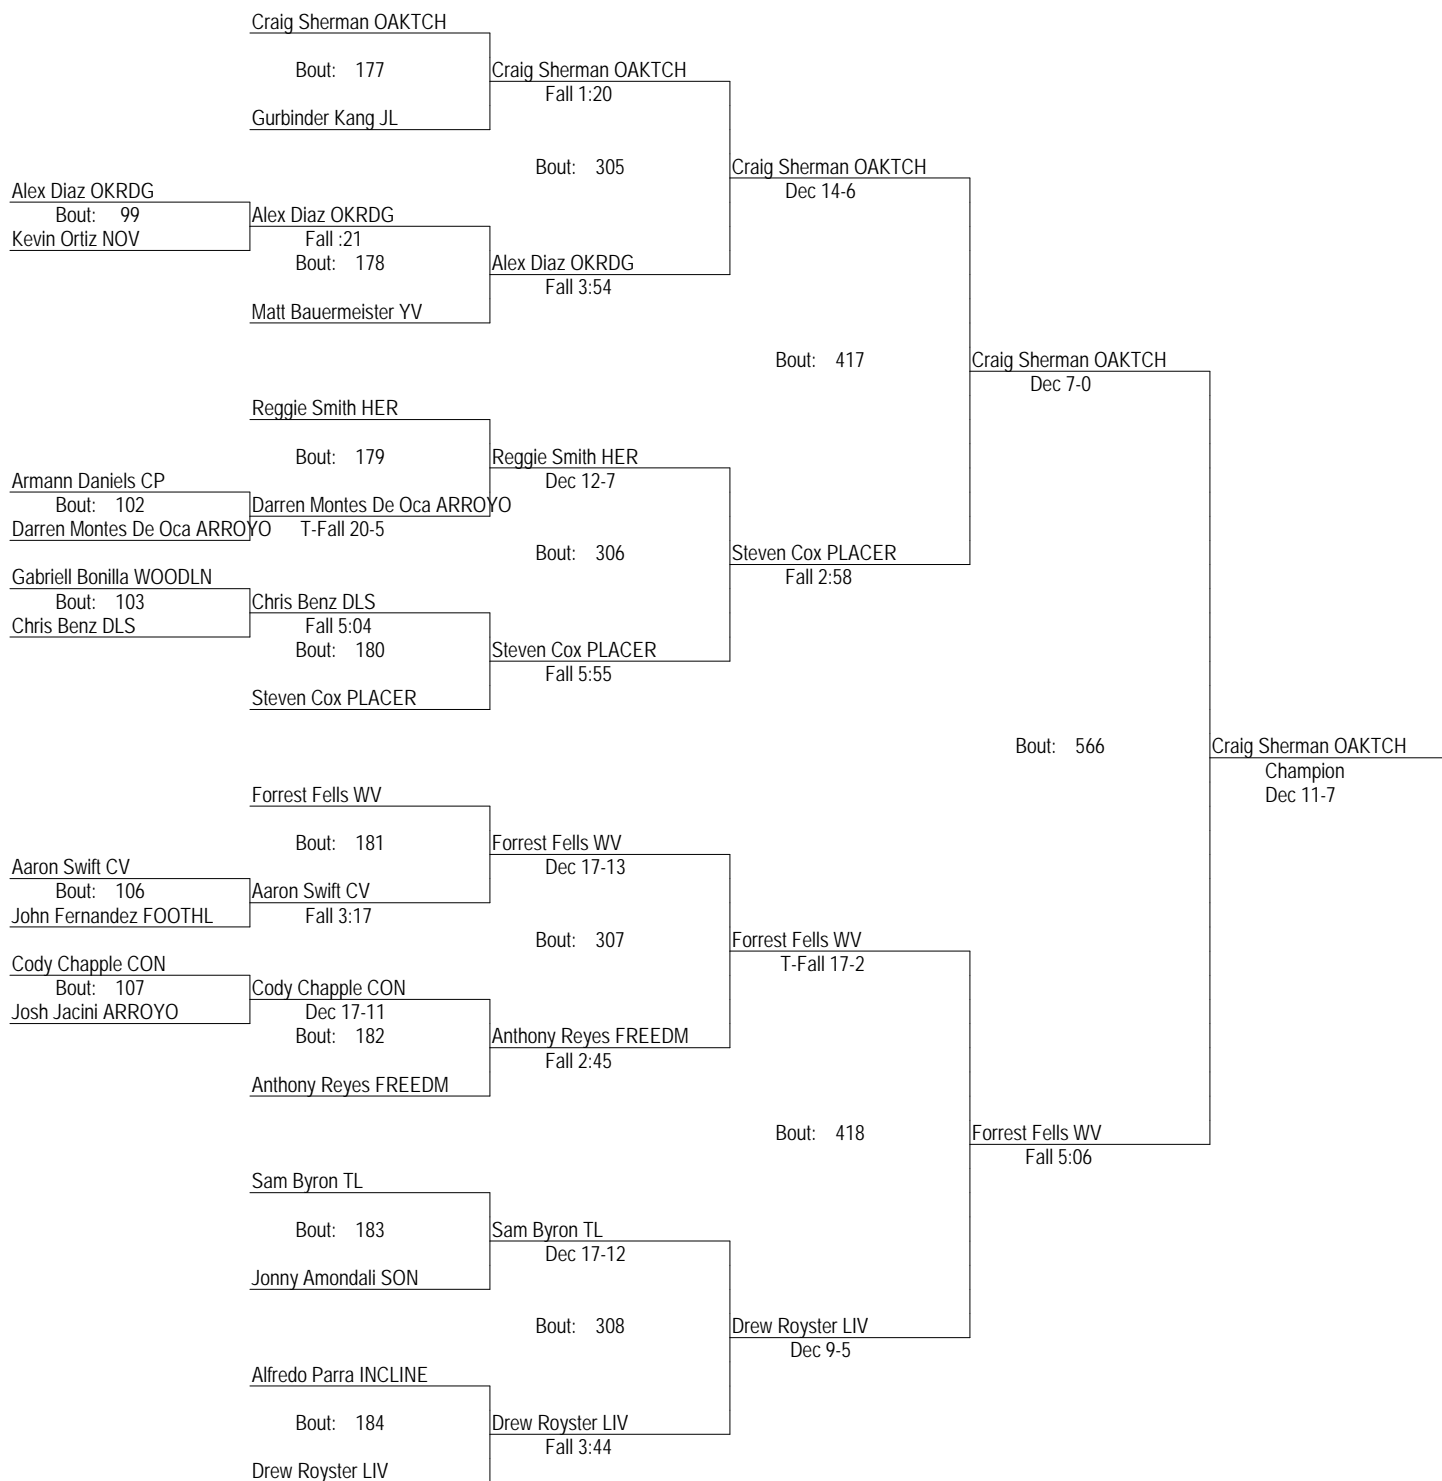 Craig Sherman OAKTCH
Bout: 177
Craig Sherman OAKTCH
Fall 1:20
Gurbinder Kang JL
Bout: 305
Craig Sherman OAKTCH
Dec 14-6
Alex Diaz OKRDG
Bout: 99
Kevin Ortiz NOV
Alex Diaz OKRDG
Fall :21
Bout: 178
Alex Diaz OKRDG
Fall 3:54
Matt Bauermeister YV
Bout: 417
Craig Sherman OAKTCH
Dec 7-0
Reggie Smith HER
Bout: 179
Reggie Smith HER
Dec 12-7
Armann Daniels CP
Bout: 102
Darren Montes De Oca ARROYO
Darren Montes De Oca ARROYO
T-Fall 20-5
Bout: 306
Steven Cox PLACER
Fall 2:58
Gabriell Bonilla WOODLN
Bout: 103
Chris Benz DLS
Chris Benz DLS
Fall 5:04
Bout: 180
Steven Cox PLACER
Fall 5:55
Steven Cox PLACER
Bout: 566
Craig Sherman OAKTCH
Champion
Dec 11-7
Forrest Fells WV
Bout: 181
Forrest Fells WV
Dec 17-13
Aaron Swift CV
Bout: 106
John Fernandez FOOTHL
Aaron Swift CV
Fall 3:17
Bout: 307
Forrest Fells WV
T-Fall 17-2
Cody Chapple CON
Bout: 107
Josh Jacini ARROYO
Cody Chapple CON
Dec 17-11
Bout: 182
Anthony Reyes FREEDM
Fall 2:45
Anthony Reyes FREEDM
Bout: 418
Forrest Fells WV
Fall 5:06
Sam Byron TL
Bout: 183
Sam Byron TL
Dec 17-12
Jonny Amondali SON
Bout: 308
Drew Royster LIV
Dec 9-5
Alfredo Parra INCLINE
Bout: 184
Drew Royster LIV
Fall 3:44
Drew Royster LIV